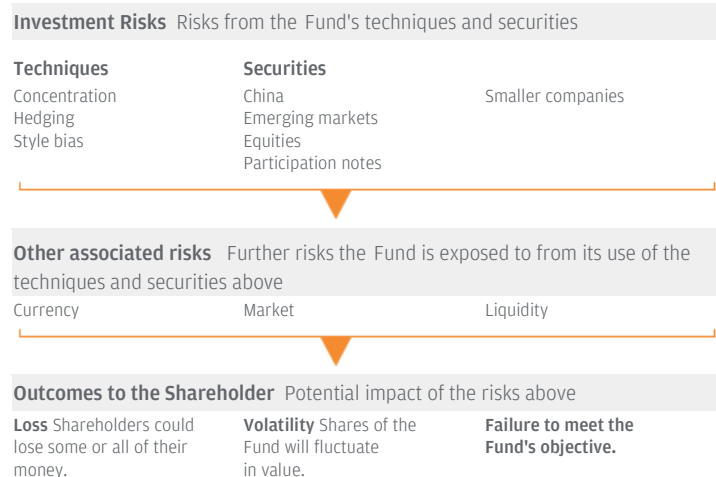 Investment Risks Risks from the Fund's techniques and securities
Techniques
Concentration
Hedging
Style bias
Securities
China
Emerging markets
Equities
Participation notes
Smaller companies
Other associated risks Further risks the Fund is exposed to from its use of the
techniques and securities above
Currency
Market
Liquidity
Outcomes to the Shareholder Potential impact of the risks above
Loss Shareholders could
lose some or all of their
money.
Volatility Shares of the
Fund will fluctuate
in value.
Failure to meet the
Fund's objective.